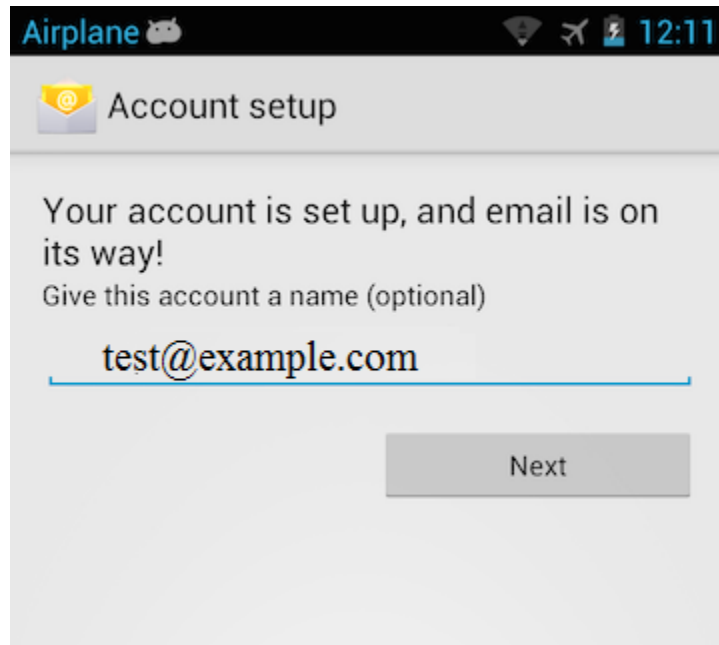 Airplane 12:11
Account setup
Your account is set up, and email is on
its way!
Give this account a name (optional)
test@example.com
Next